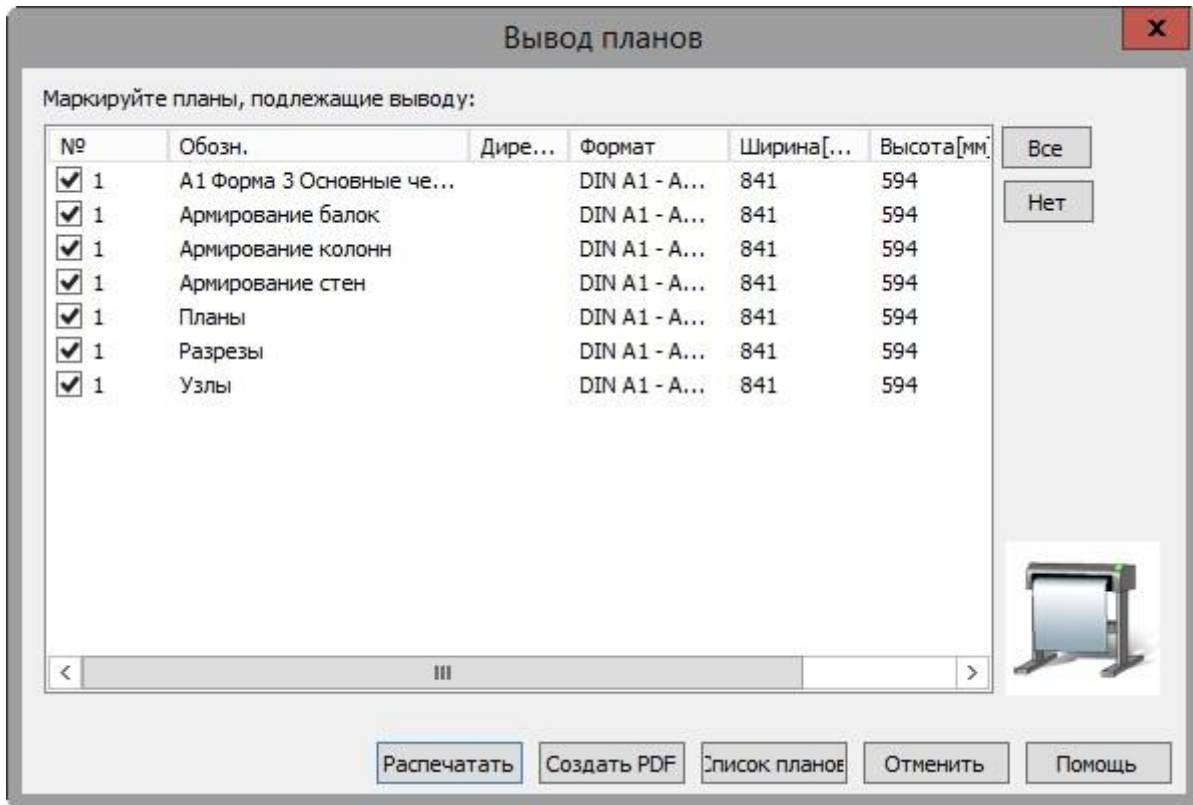 Вывод планов
x
Маркируйте планы, подлежащие выводу:
№ Обозн. Дире... Формат Ширина[... Высота[мм]
1 А1 Форма 3 Основные че... DIN A1 - A... 841 594
1 Армирование балок DIN A1 - A... 841 594
1 Армирование колонн DIN A1 - A... 841 594
1 Армирование стен DIN A1 - A... 841 594
1 Планы DIN A1 - A... 841 594
1 Разрезы DIN A1 - A... 841 594
1 Узлы DIN A1 - A... 841 594
Все
Нет
Распечатать Создать PDF Список планов Отменить Помощь